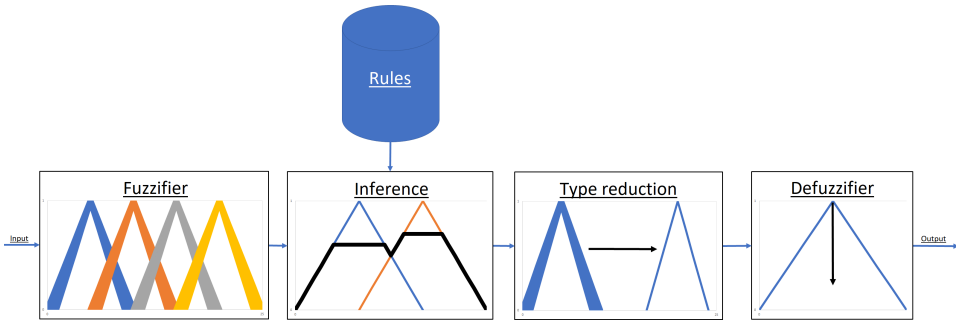 Rules
Fuzzifier
Inference
Type reduction
Defuzzifier
Input
Output